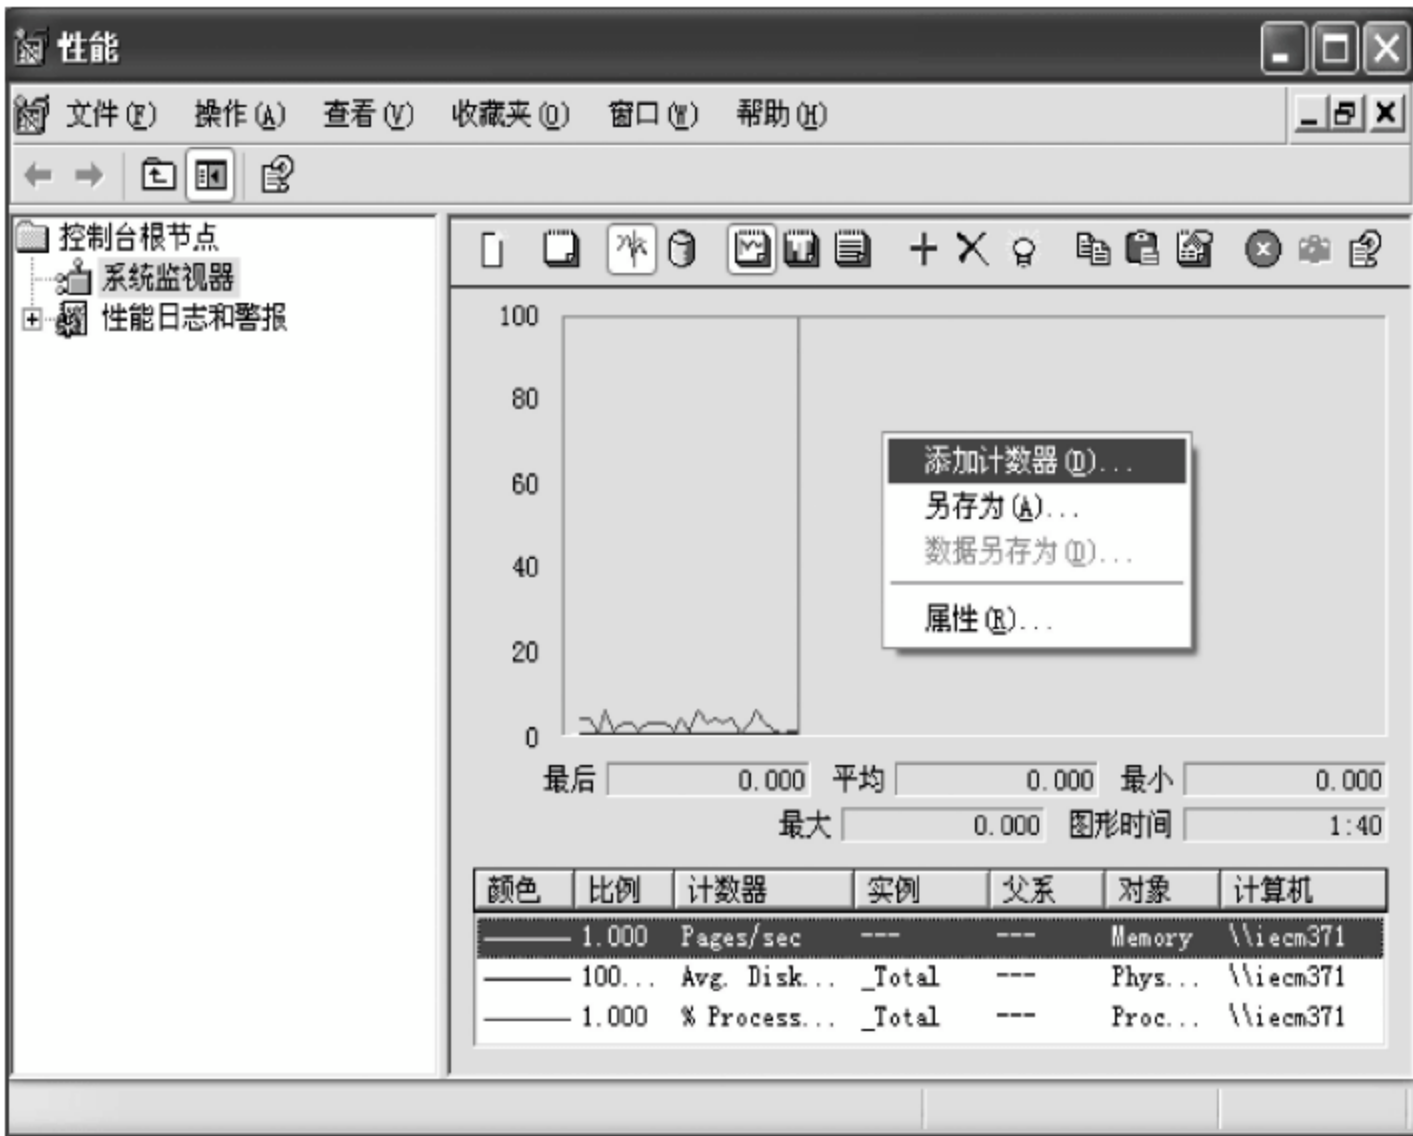 性能
文件(F) 操作(A) 查看(V) 收藏夹(O) 窗口(W) 帮助(H)
控制台根节点
系统监视器
性能日志和警报
100
80
60
40
20
0
添加计数器(D)...
另存为(A)...
数据另存为(D)...
属性(R)...
最后 0.000 平均 0.000 最小 0.000
最大 0.000 图形时间 1:40
颜色 比例 计数器 实例 父系 对象 计算机
1.000 Pages/sec --- --- Memory \\iecm371
100... Avg. Disk... _Total --- Phys... \\iecm371
1.000 % Process... _Total --- Proc... \\iecm371